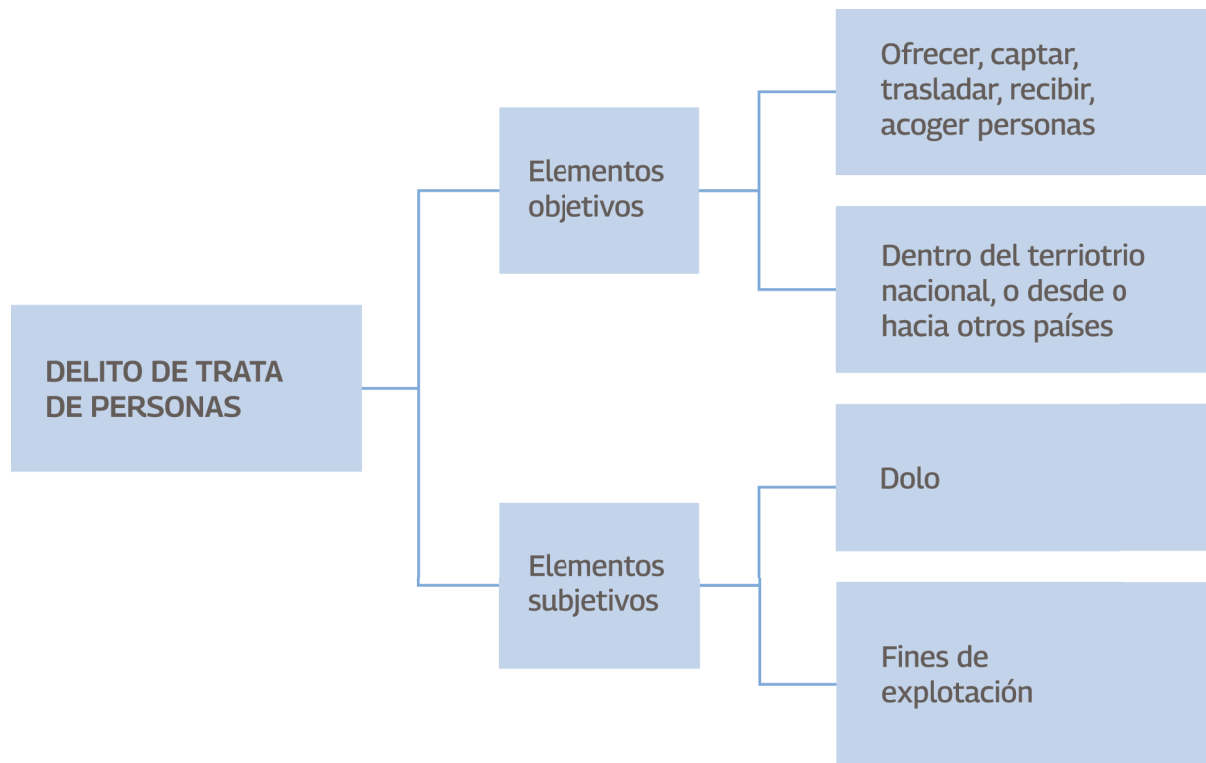 Ofrecer, captar,
trasladar, recibir,
acoger personas
Elementos
objetivos
Dentro del terriotrio
nacional, o desde o
hacia otros países
DELITO DE TRATA
DE PERSONAS
Dolo
Elementos
subjetivos
Fines de
explotación